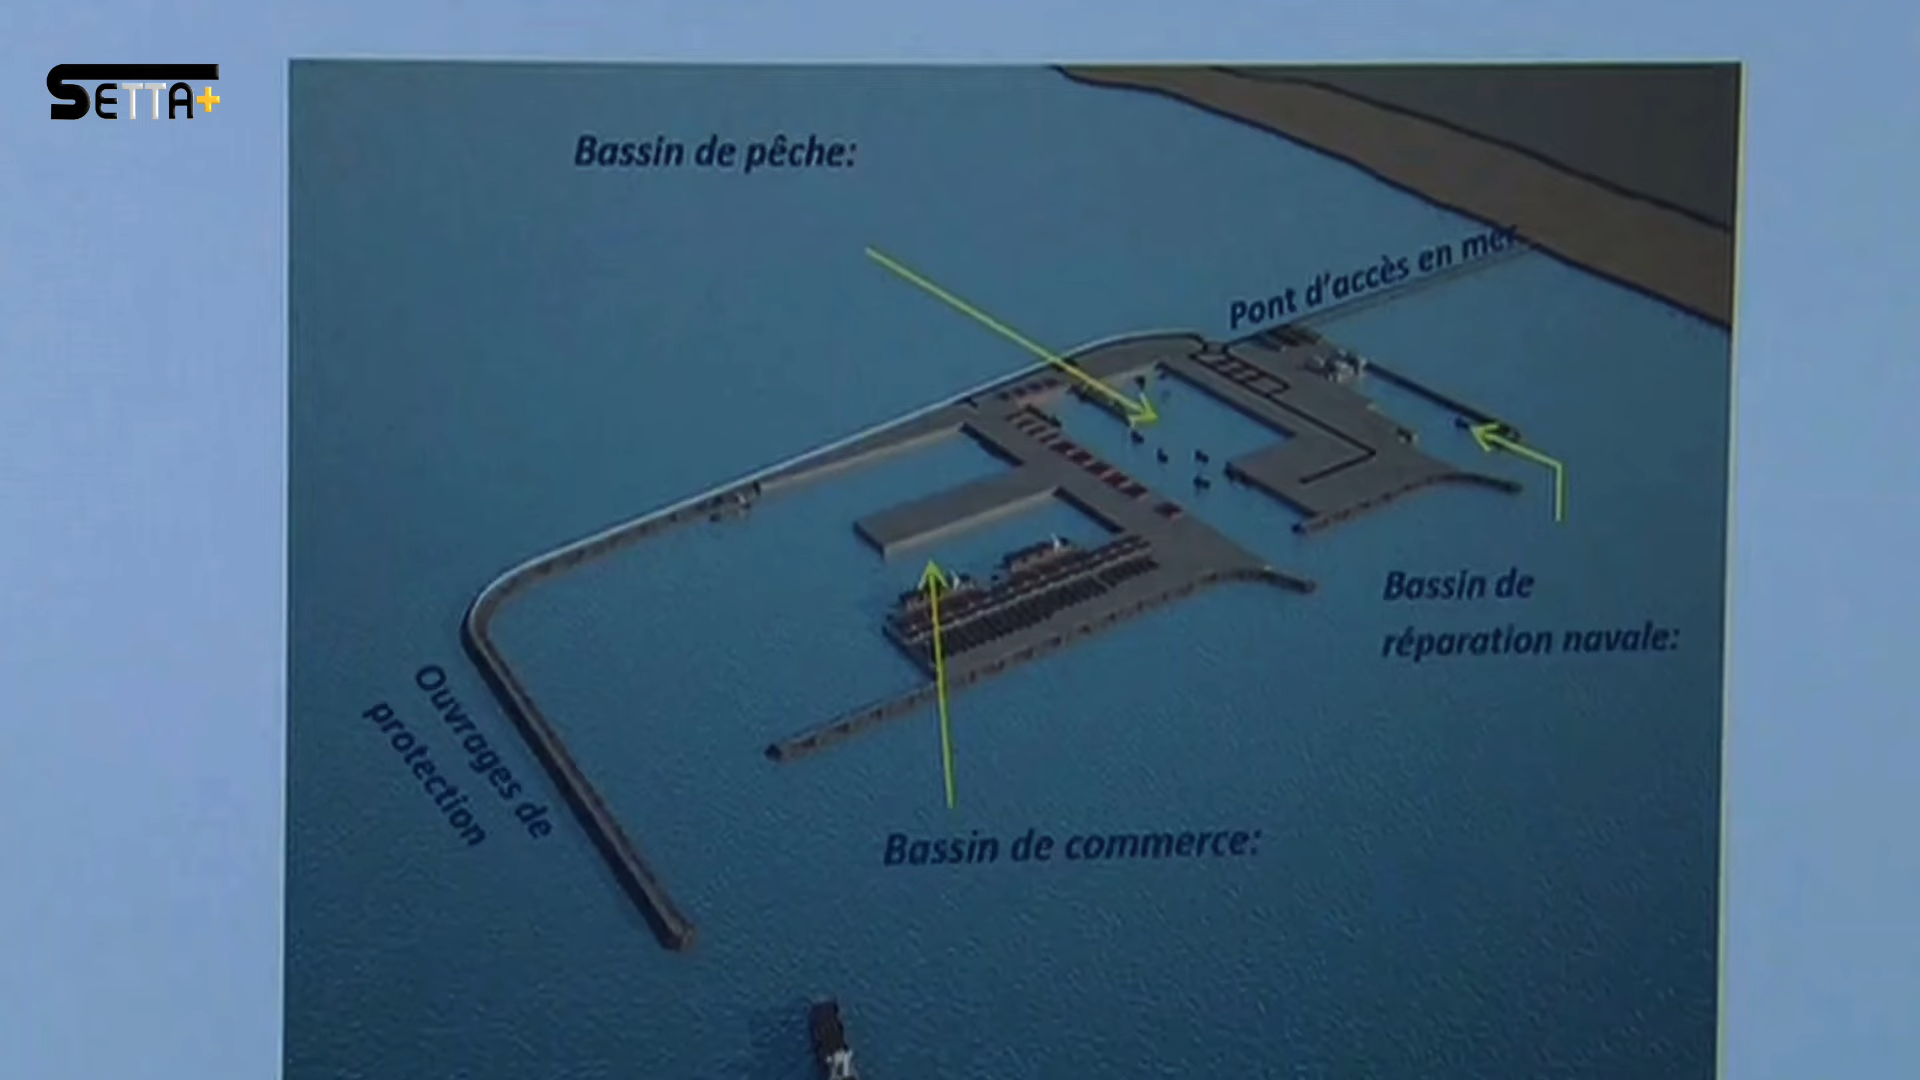 SETTA+
Bassin de pêche:
Pont d'accès en mer
Bassin de
réparation navale:
Ouvrages de
protection
Bassin de commerce: